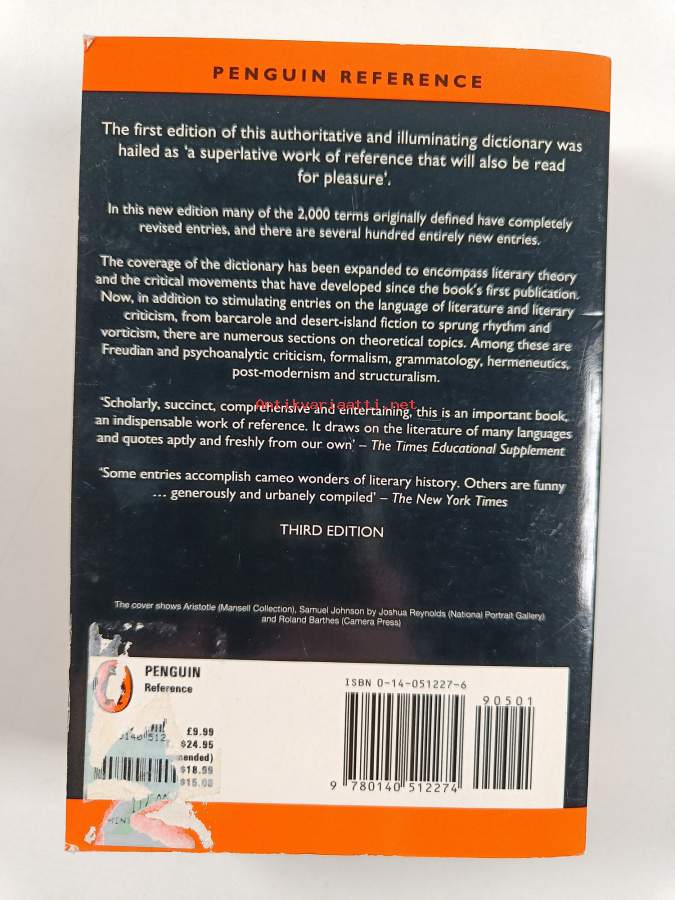 PENGUIN REFERENCE
The first edition of this authoritative and illuminating dictionary was
hailed as 'a superlative work of reference that will also be read
for pleasure'.
In this new edition many of the 2,000 terms originally defined have completely
revised entries, and there are several hundred entirely new entries.
The coverage of the dictionary has been expanded to encompass literary theory
and the critical movements that have developed since the book's first publication.
Now, in addition to stimulating entries on the language of literature and literary
criticism, from barcarole and desert-island fiction to sprung rhythm and
vorticism, there are numerous sections on theoretical topics. Among these are
Freudian and psychoanalytic criticism, formalism, grammatology, hermeneutics,
post-modernism and structuralism.
Antikvariaatti.net
'Scholarly, succinct, comprehensive and entertaining, this is an important book,
an indispensable work of reference. It draws on the literature of many languages
and quotes aptly and freshly from our own' – The Times Educational Supplement
'Some entries accomplish cameo wonders of literary history. Others are funny
... generously and urbanely compiled' – The New York Times
THIRD EDITION
The cover shows Aristotle (Mansell Collection), Samuel Johnson by Joshua Reynolds (National Portrait Gallery)
and Roland Barthes (Camera Press)
PENGUIN
Reference
£9.99
$24.95
$18.99
$15.00
ISBN 0-14-051227-6
90501
9 780140 512274